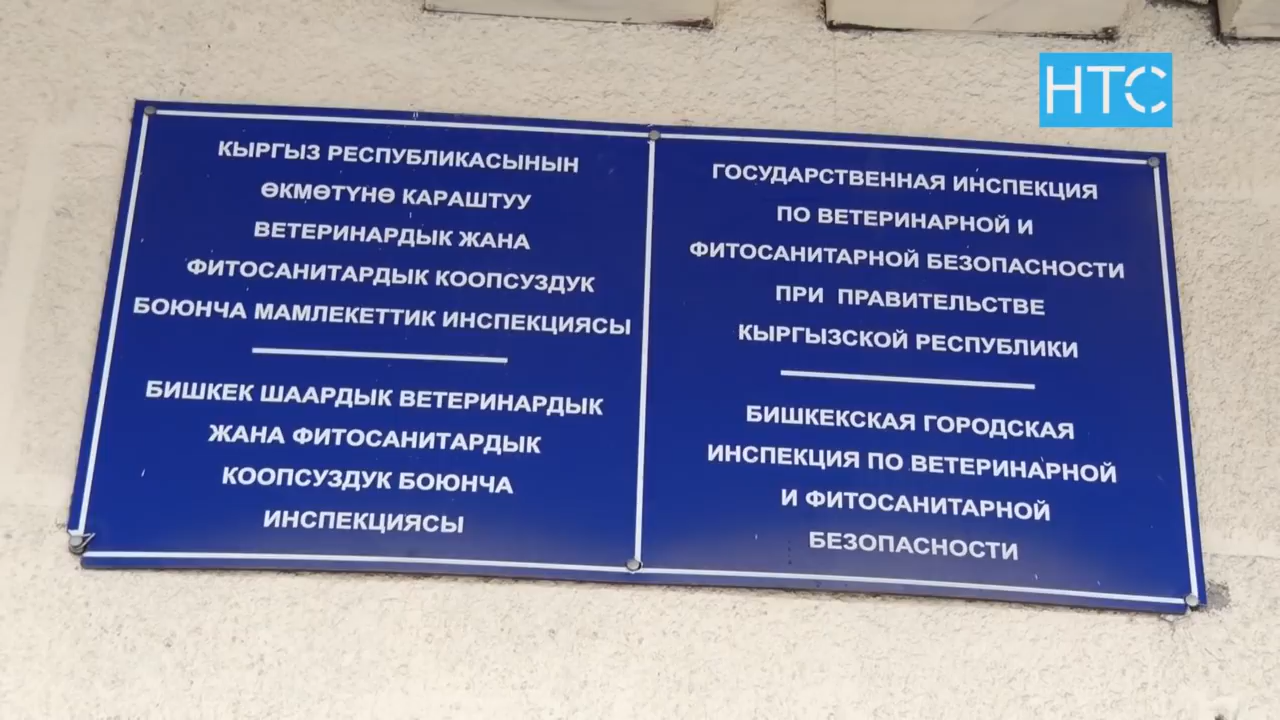 НТС
КЫРГЫЗ РЕСПУБЛИКАСЫНЫН
ӨКМӨТҮНӨ КАРАШТУУ
ВЕТЕРИНАРДЫК ЖАНА
ФИТОСАНИТАРДЫК КООПСУЗДУК
БОЮНЧА МАМЛЕКЕТТИК ИНСПЕКЦИЯСЫ
БИШКЕК ШААРДЫК ВЕТЕРИНАРДЫК
ЖАНА ФИТОСАНИТАРДЫК
КООПСУЗДУК БОЮНЧА
ИНСПЕКЦИЯСЫ
ГОСУДАРСТВЕННАЯ ИНСПЕКЦИЯ
ПО ВЕТЕРИНАРНОЙ И
ФИТОСАНИТАРНОЙ БЕЗОПАСНОСТИ
ПРИ ПРАВИТЕЛЬСТВЕ
КЫРГЫЗСКОЙ РЕСПУБЛИКИ
БИШКЕКСКАЯ ГОРОДСКАЯ
ИНСПЕКЦИЯ ПО ВЕТЕРИНАРНОЙ
И ФИТОСАНИТАРНОЙ
БЕЗОПАСНОСТИ